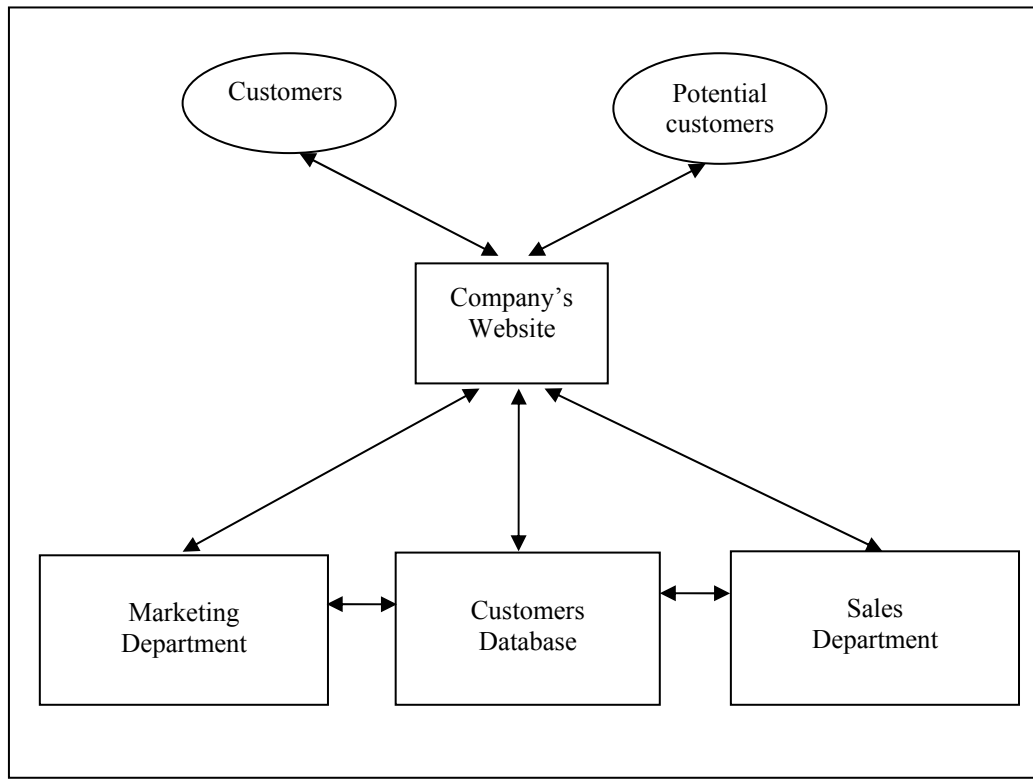 Customers
Potential
customers
Company’s
Website
Marketing
Department
Customers
Database
Sales
Department